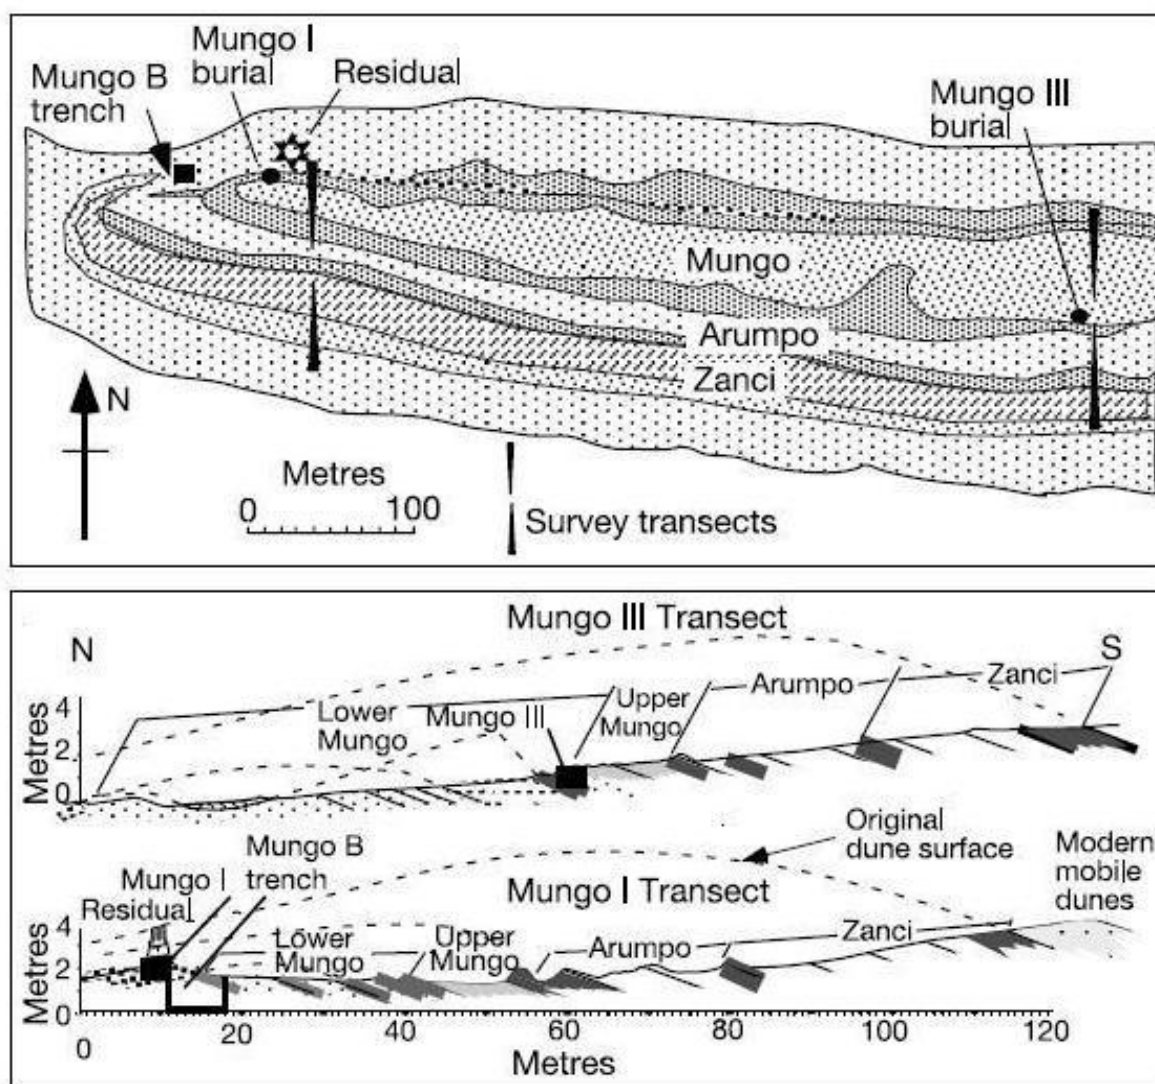 Mungo I
burial
Residual
Mungo B
trench
Mungo III
burial
Mungo
Arumpo
Zanci
N
Metres
0 100
Survey transects
Mungo III Transect
N
S
Zanci
Arumpo
Upper
Mungo
Lower
Mungo
Mungo III
4
2
0
Metres
Original
dune surface
Modern
mobile
dunes
Mungo B
trench
Mungo I
Residual
Mungo I Transect
Lower
Mungo
Upper
Mungo
Arumpo
Zanci
4
2
0
Metres
0 20 40 60 80 100 120
Metres